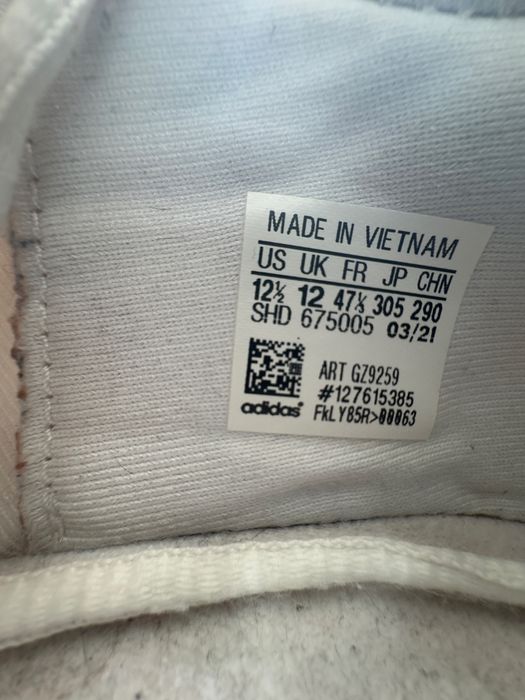 MADE IN VIETNAM
US UK FR JP CHN
12½ 12 47⅓ 305 290
SHD 675005 03/21
ART GZ9259
#127615385
adidas FkLY85R>00063